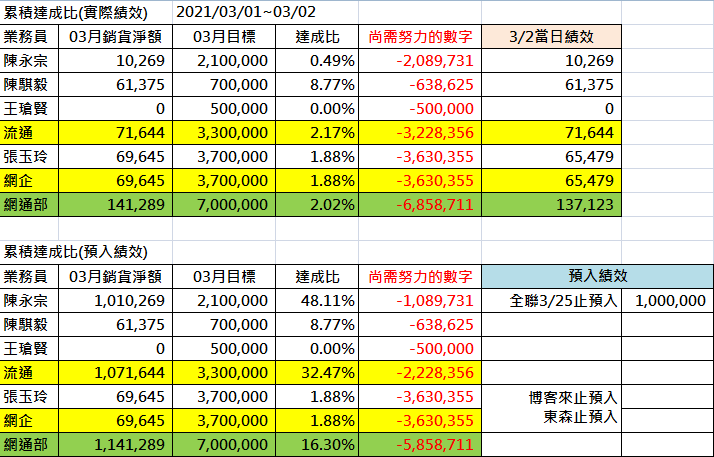 累積達成比(實際績效) 2021/03/01~03/02
業務員 03月銷貨淨額 03月目標 達成比 尚需努力的數字 3/2當日績效
陳永宗 10,269 2,100,000 0.49% -2,089,731 10,269
陳騏毅 61,375 700,000 8.77% -638,625 61,375
王瑲賢 0 500,000 0.00% -500,000 0
流通 71,644 3,300,000 2.17% -3,228,356 71,644
張玉玲 69,645 3,700,000 1.88% -3,630,355 65,479
網企 69,645 3,700,000 1.88% -3,630,355 65,479
網通部 141,289 7,000,000 2.02% -6,858,711 137,123
累積達成比(預入績效)
業務員 03月銷貨淨額 03月目標 達成比 尚需努力的數字 預入績效
陳永宗 1,010,269 2,100,000 48.11% -1,089,731 全聯3/25止預入 1,000,000
陳騏毅 61,375 700,000 8.77% -638,625
王瑲賢 0 500,000 0.00% -500,000
流通 1,071,644 3,300,000 32.47% -2,228,356
張玉玲 69,645 3,700,000 1.88% -3,630,355 博客來止預入
網企 69,645 3,700,000 1.88% -3,630,355 東森止預入
網通部 1,141,289 7,000,000 16.30% -5,858,711